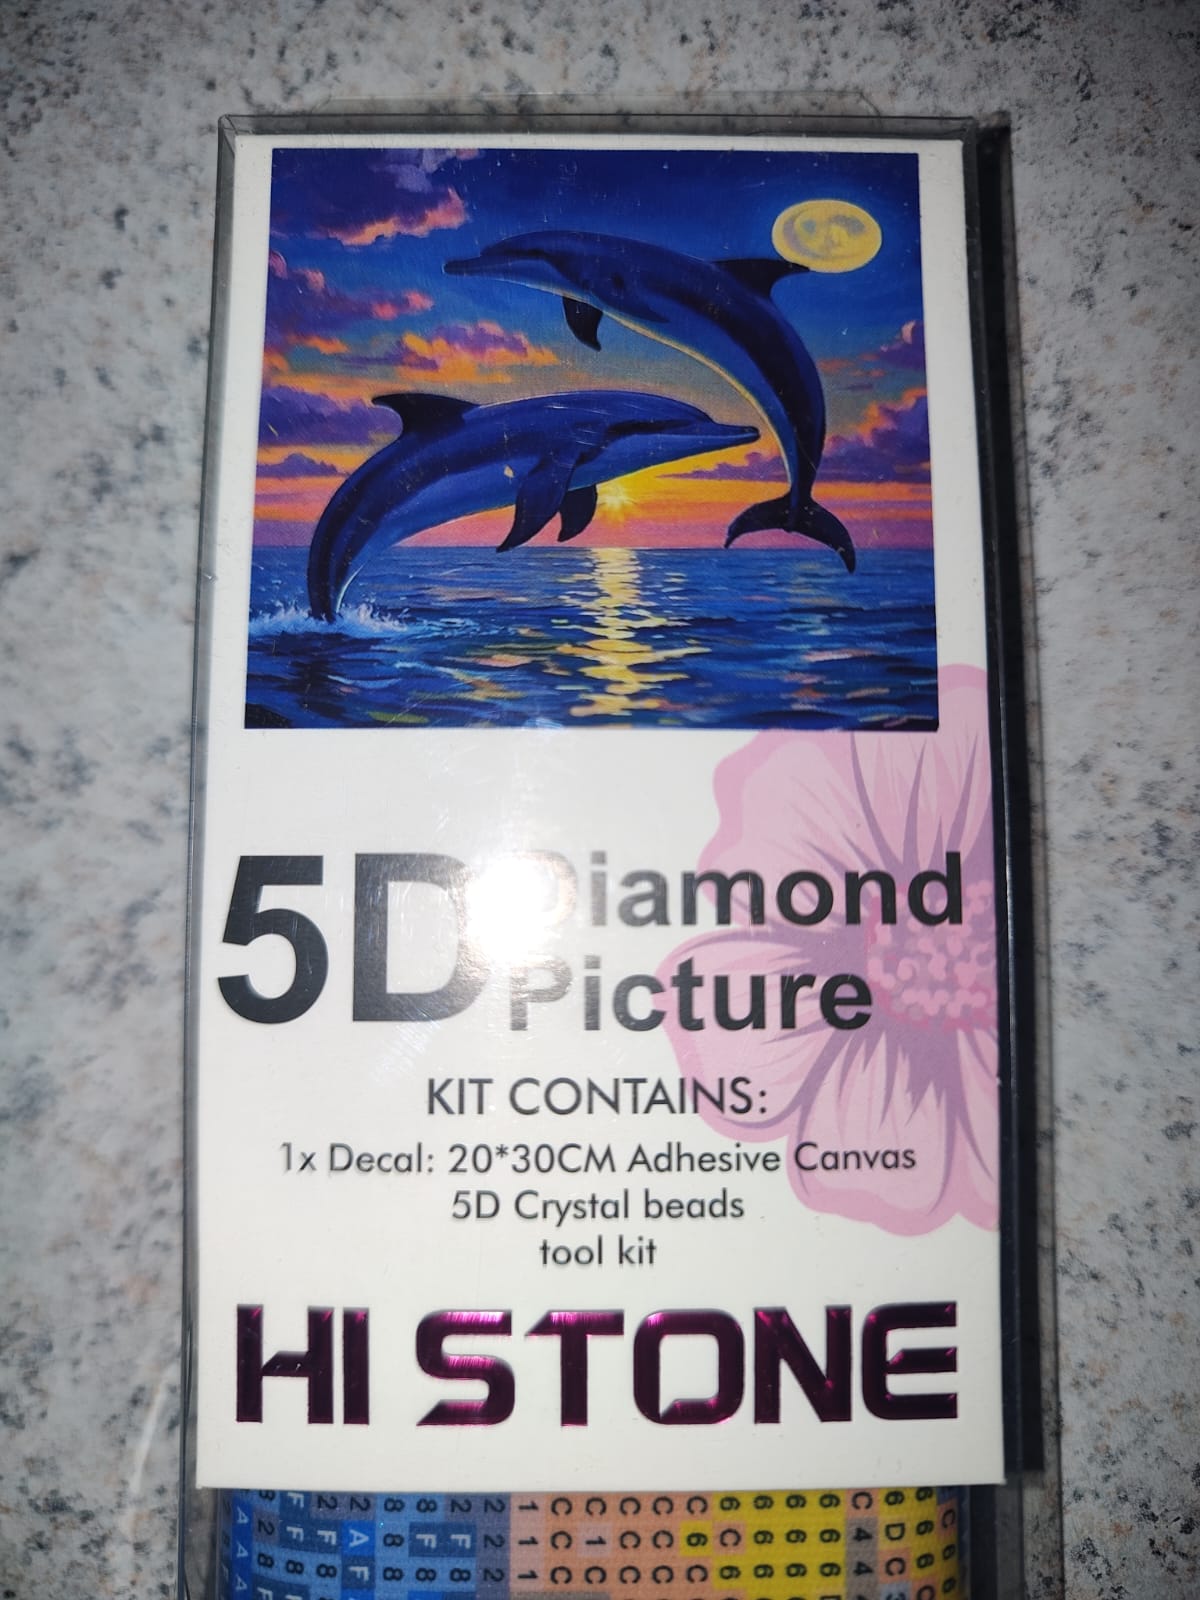 5D Diamond
Picture
KIT CONTAINS:
1x Decal: 20*30CM Adhesive Canvas
5D Crystal beads
tool kit
HI STONE